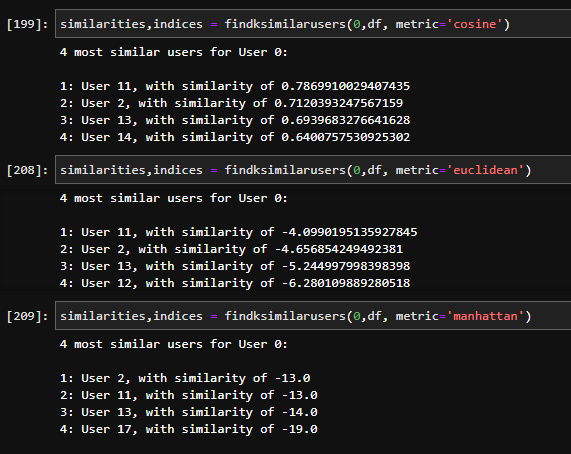 [199]: similarities,indices = findksimilarusers(0,df, metric='cosine')
4 most similar users for User 0:
1: User 11, with similarity of 0.7869910029407435
2: User 2, with similarity of 0.7120393247567159
3: User 13, with similarity of 0.6939683276641628
4: User 14, with similarity of 0.6400757530925302
[208]: similarities,indices = findksimilarusers(0,df, metric='euclidean')
4 most similar users for User 0:
1: User 11, with similarity of -4.0990195135927845
2: User 2, with similarity of -4.656854249492381
3: User 13, with similarity of -5.244997998398398
4: User 12, with similarity of -6.280109889280518
[209]: similarities,indices = findksimilarusers(0,df, metric='manhattan')
4 most similar users for User 0:
1: User 2, with similarity of -13.0
2: User 11, with similarity of -13.0
3: User 13, with similarity of -14.0
4: User 17, with similarity of -19.0